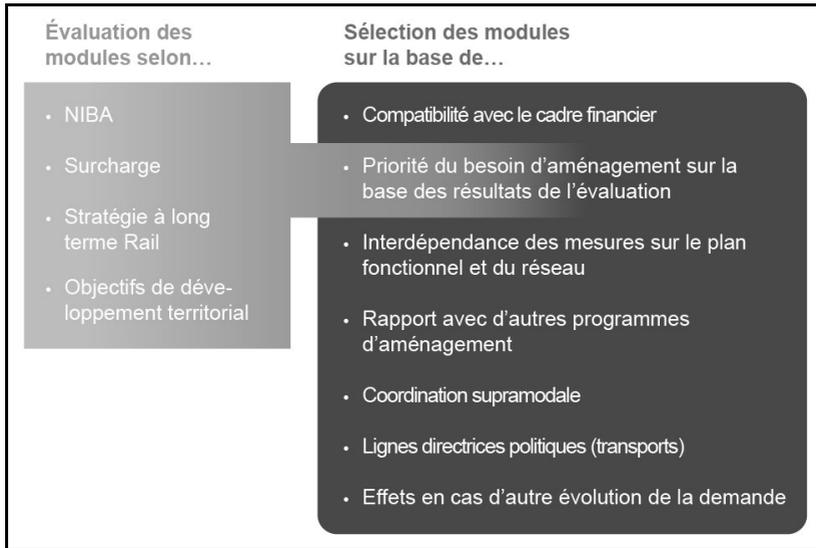 Évaluation des
modules selon…
• NIBA
• Surcharge
• Stratégie à long
terme Rail
• Objectifs de déve-
loppement territorial
Sélection des modules
sur la base de…
• Compatibilité avec le cadre financier
• Priorité du besoin d’aménagement sur la
base des résultats de l’évaluation
• Interdépendance des mesures sur le plan
fonctionnel et du réseau
• Rapport avec d’autres programmes
d’aménagement
• Coordination supramodale
• Lignes directrices politiques (transports)
• Effets en cas d’autre évolution de la demande